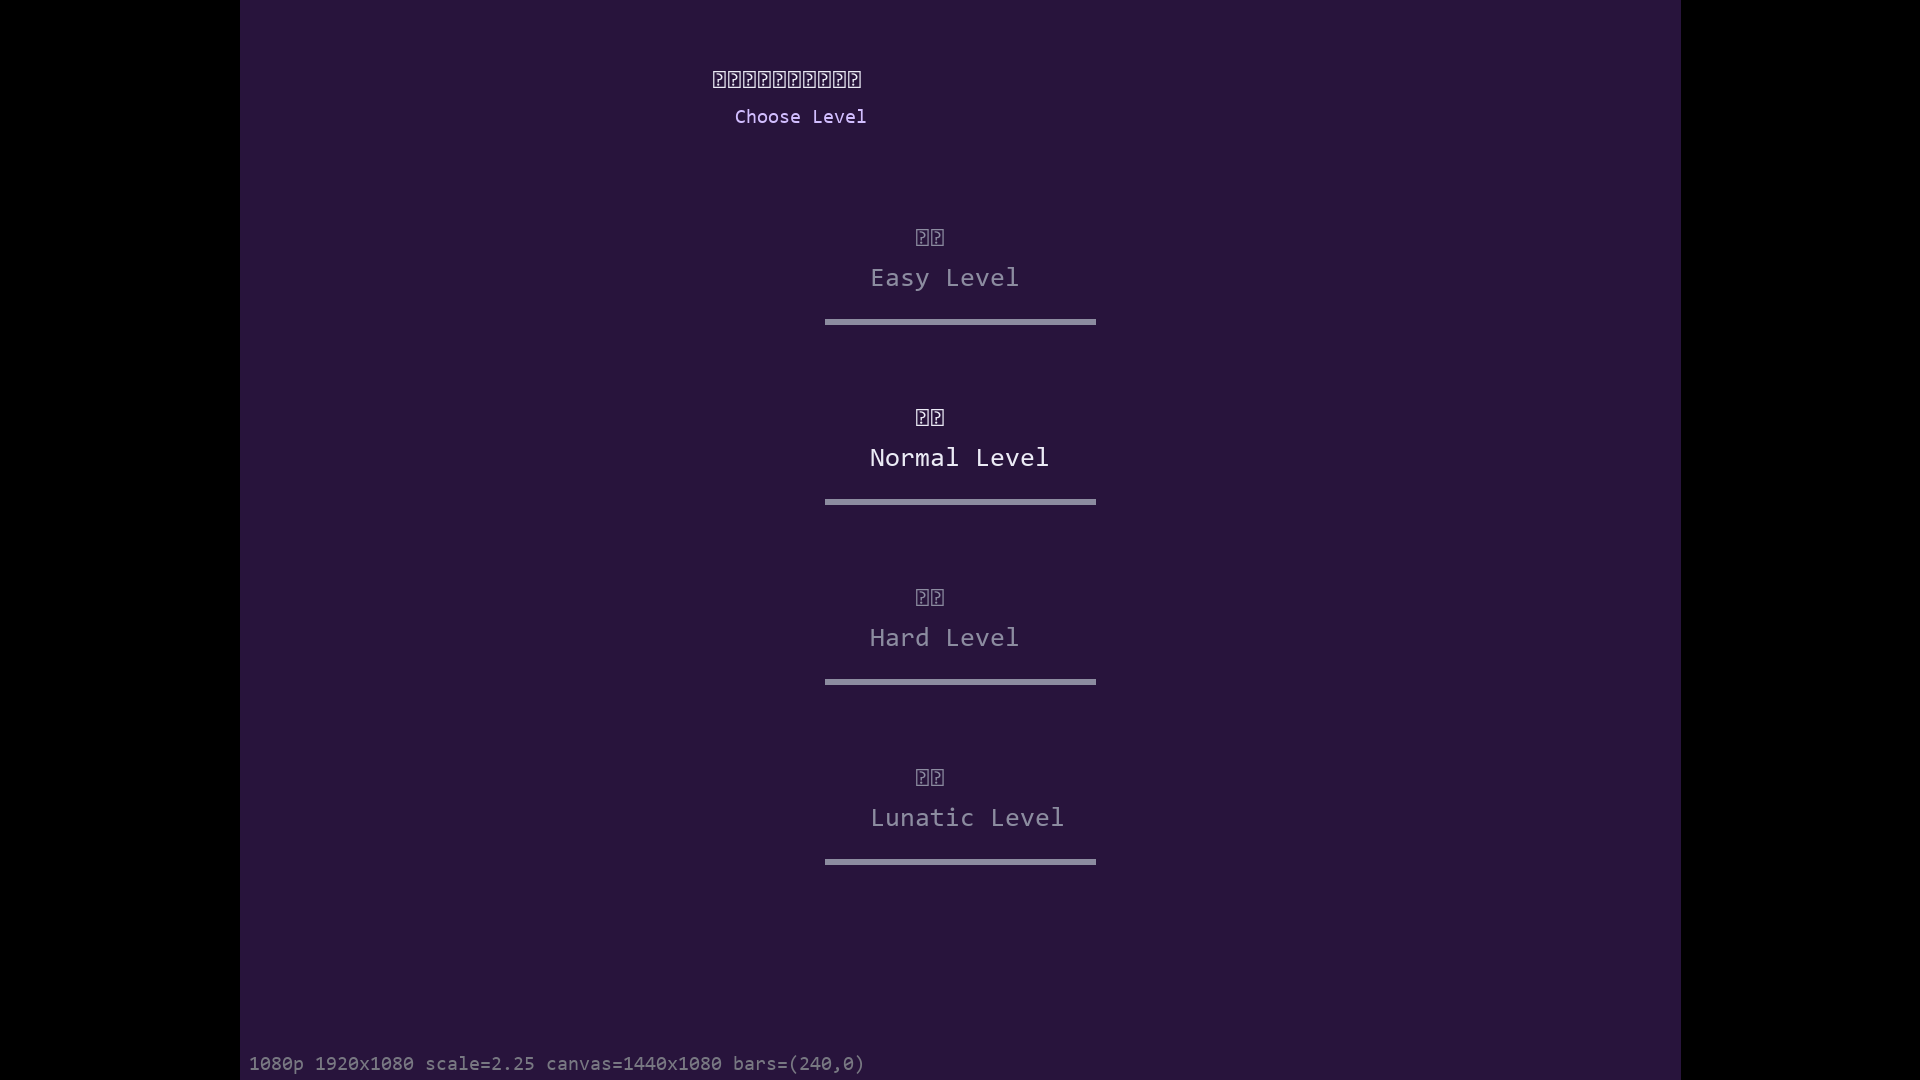 Choose Level
Easy Level
Normal Level
Hard Level
Lunatic Level
1080p 1920x1080 scale=2.25 canvas=1440x1080 bars=(240,0)